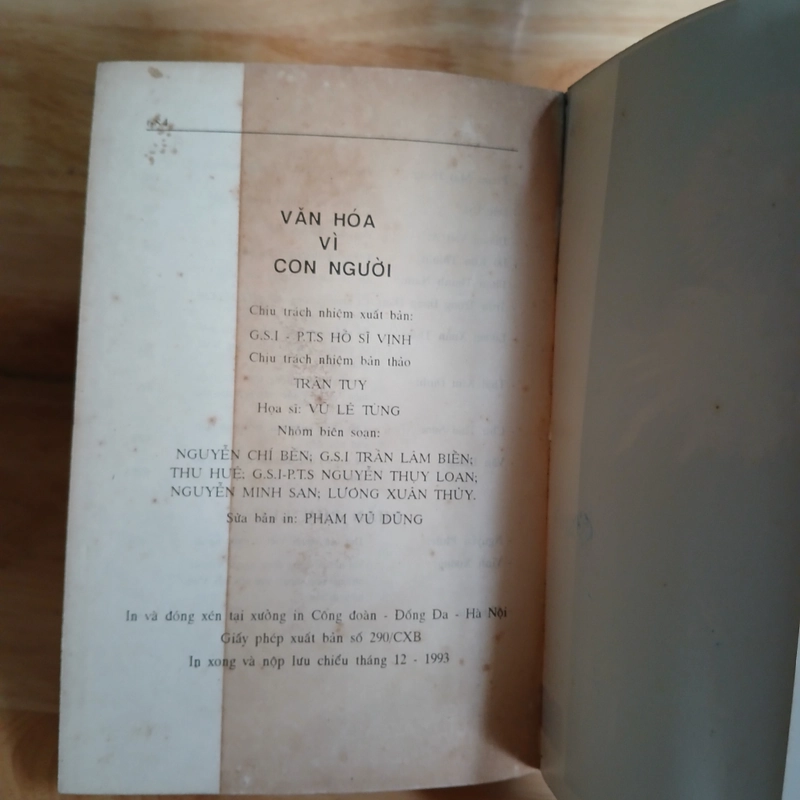 VĂN HÓA
VÌ
CON NGƯỜI
Chịu trách nhiệm xuất bản:
G.S.I - P.T.S HỒ SĨ VỊNH
Chịu trách nhiệm bản thảo
TRẦN TUY
Họa sĩ: VŨ LÊ TÙNG
Nhóm biên soạn:
NGUYỄN CHÍ BỀN; G.S.I TRẦN LÂM BIỀN;
THU HUỆ; G.S.I-P.T.S NGUYỄN THỤY LOAN;
NGUYỄN MINH SAN; LƯƠNG XUÂN THỦY.
Sửa bản in: PHẠM VŨ DŨNG
In và đóng xén tại xưởng in Công đoàn - Đống Đa - Hà Nội
Giấy phép xuất bản số 290/CXB
In xong và nộp lưu chiểu tháng 12 - 1993